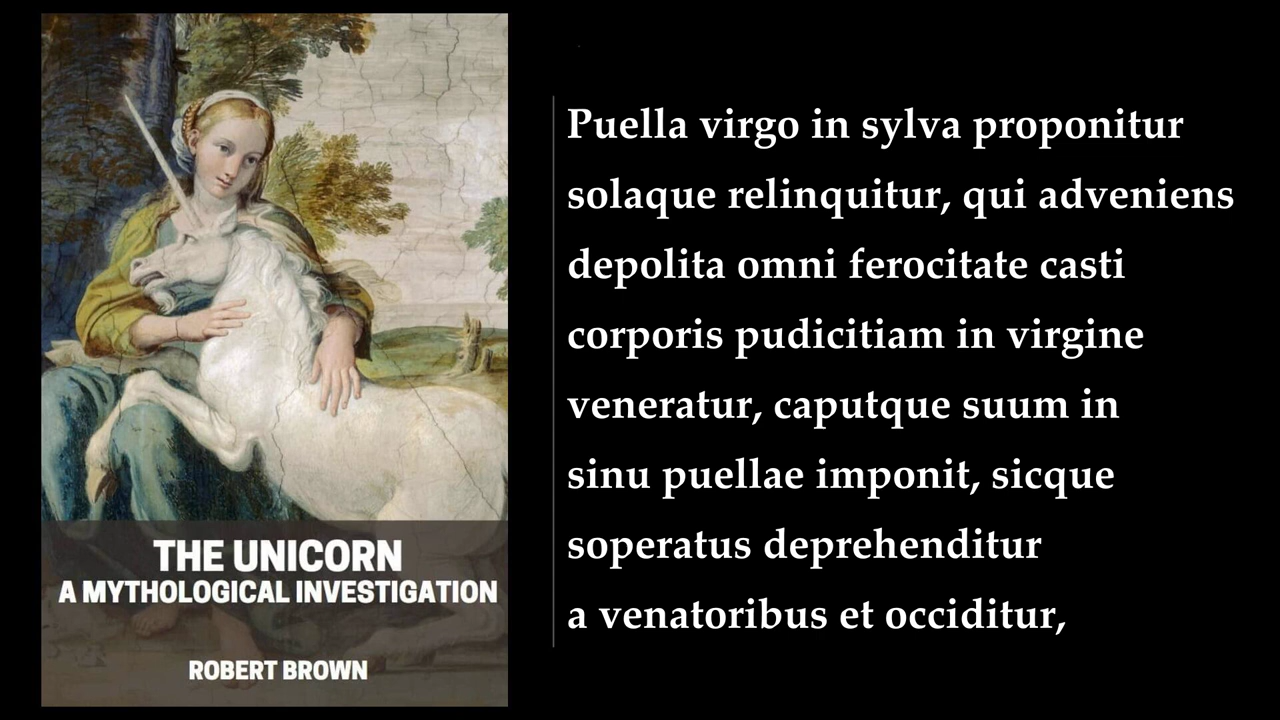 THE UNICORN
A MYTHOLOGICAL INVESTIGATION
ROBERT BROWN
Puella virgo in sylva proponitur
solaque relinquitur, qui adveniens
depolita omni ferocitate casti
corporis pudicitiam in virgine
veneratur, caputque suum in
sinu puellae imponit, sicque
soperatus deprehenditur
a venatoribus et occiditur,